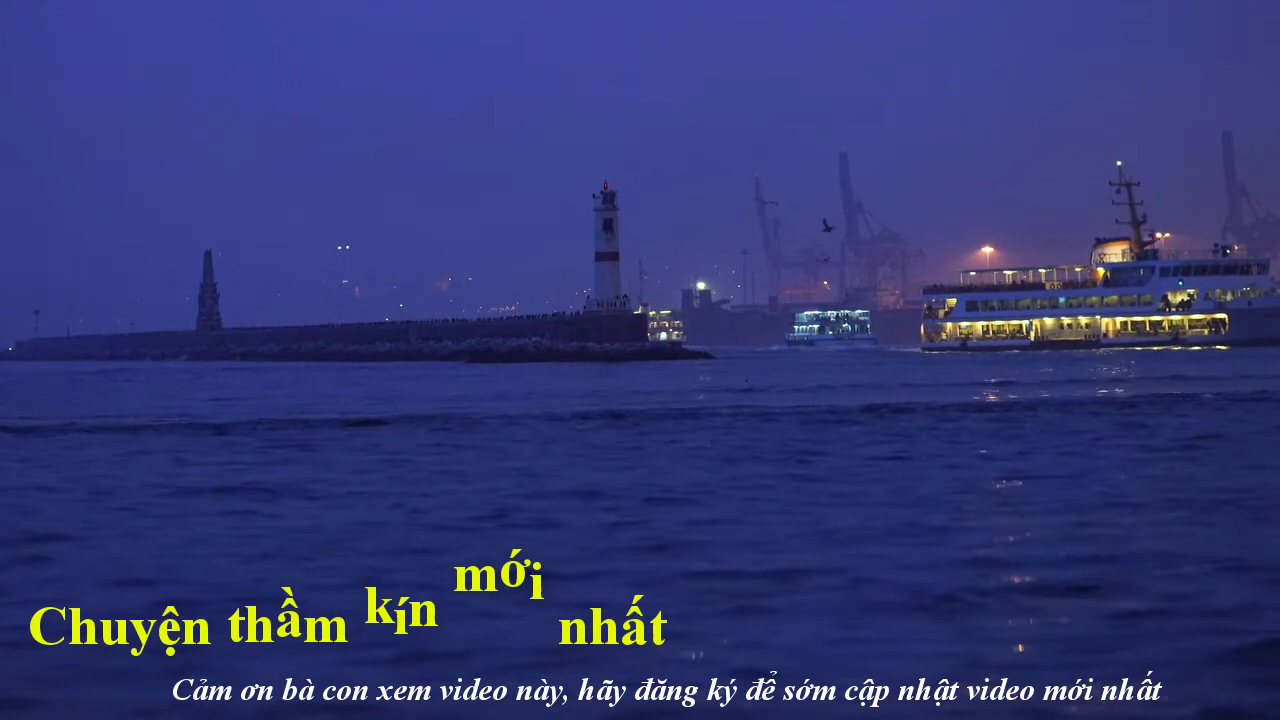 Chuyện thầm kín mới nhất
Cảm ơn bà con xem video này, hãy đăng ký để sớm cập nhật video mới nhất